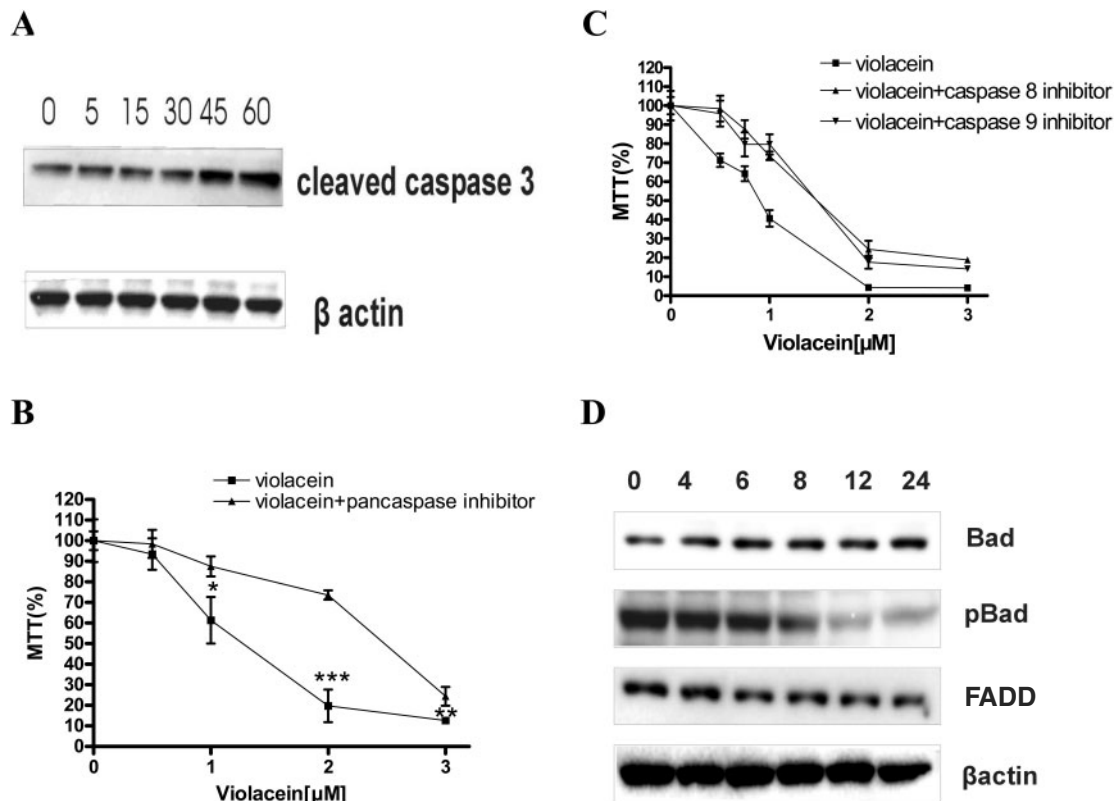 A
0 5 15 30 45 60
cleaved caspase 3
β actin
B
violacein
violacein+pancaspase inhibitor
120
110
100
90
80
70
60
50
40
30
20
10
0
MTT(%)
*
***
**
0 1 2 3
Violacein[µM]
C
violacein
violacein+caspase 8 inhibitor
violacein+caspase 9 inhibitor
120
110
100
90
80
70
60
50
40
30
20
10
0
MTT(%)
0 1 2 3
Violacein[µM]
D
0 4 6 8 12 24
Bad
pBad
FADD
βactin